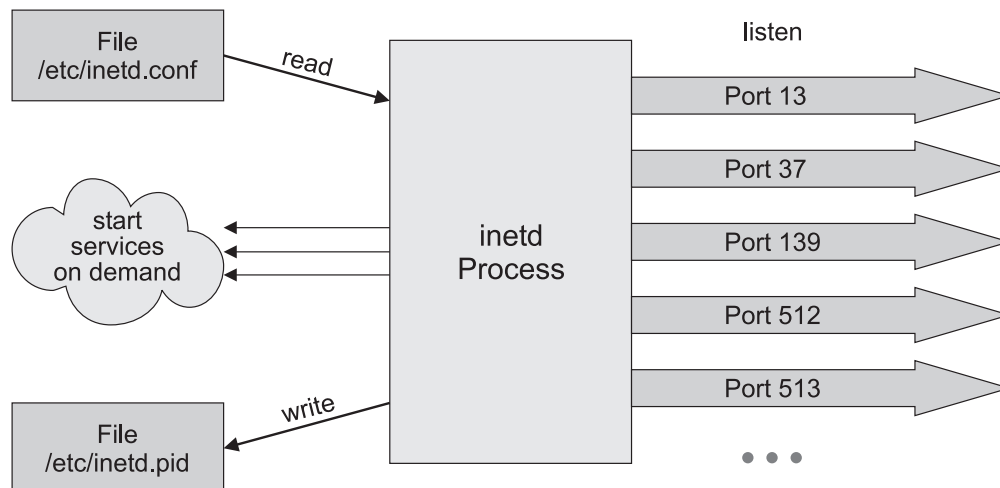 File
/etc/inetd.conf
read
listen
Port 13
Port 37
start
services
on demand
inetd
Process
Port 139
Port 512
Port 513
write
File
/etc/inetd.pid